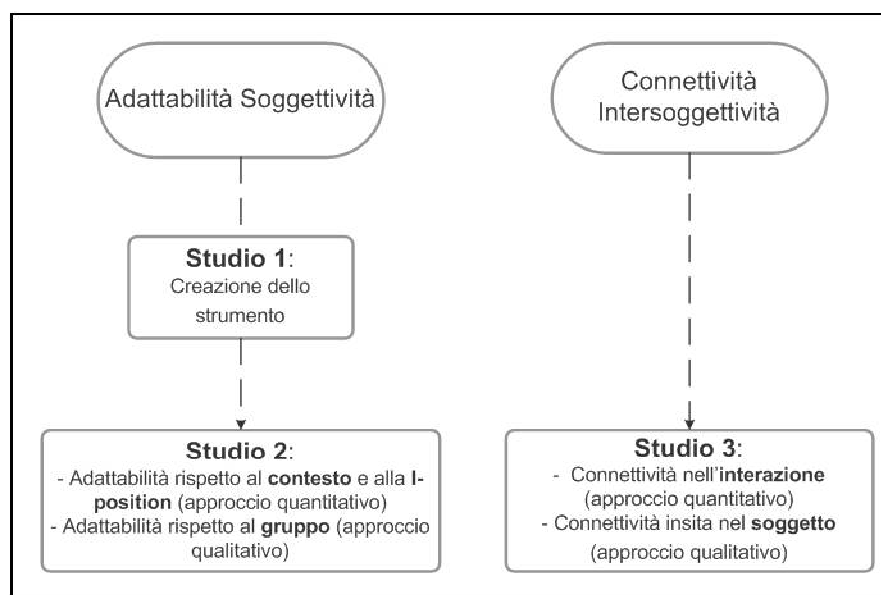 Adattabilità Soggettività
Connettività
Intersoggettività
Studio 1:
Creazione dello
strumento
Studio 2:
- Adattabilità rispetto al contesto e alla I-
position (approccio quantitativo)
- Adattabilità rispetto al gruppo (approccio
qualitativo)
Studio 3:
- Connettività nell'interazione
(approccio quantitativo)
- Connettività insita nel soggetto
(approccio qualitativo)